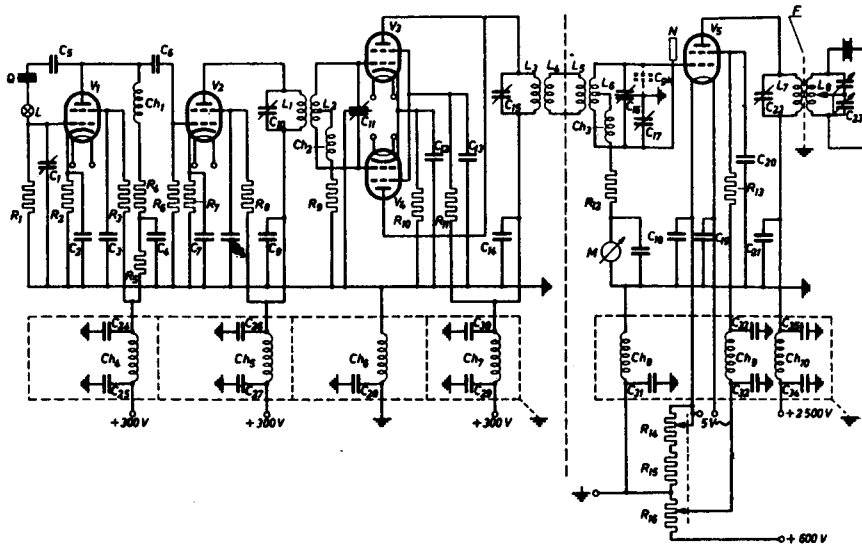 C5
C6
V1
V2
V3
V4
V5
N
F
Q
L
Ch1
L1
L2
L3
L4
L5
L6
L7
L8
C10
C11
C15
C16
C17
C22
C23
Ch2
Ch3
C1
R1
R2
R3
R4
R6
R7
R8
R9
R10
R11
R12
R13
C12
C13
C20
C2
C3
C4
R5
C7
C9
C14
M
C18
C19
C21
C24
C26
C30
C32
C35
Ch4
Ch5
Ch6
Ch7
Ch8
Ch9
Ch10
C25
C27
C28
C29
C31
C33
C34
+300V
+300V
+300V
5V~
+2500V
R14
R15
R16
+600V